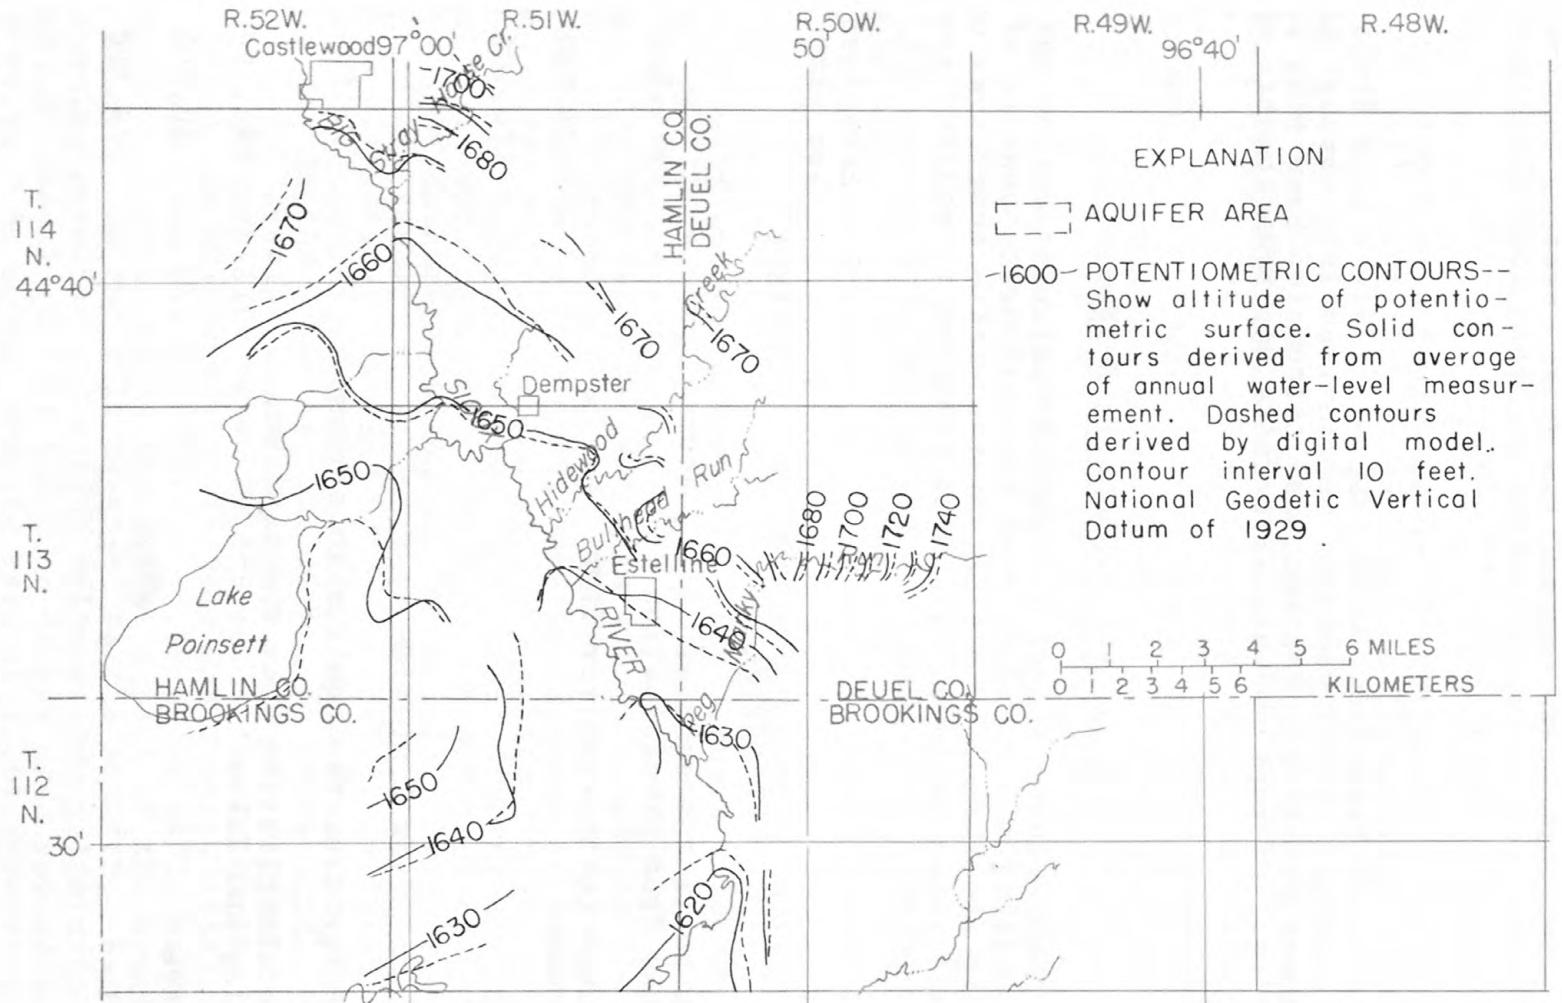 R.52W.
R.51W.
R.50W.
R.49W.
R.48W.
Castlewood 97°00'
50'
96°40'
1700
1680
Big
Stray Horse Cr.
HAMLIN CO.
DEUEL CO.
EXPLANATION
AQUIFER AREA
-1600- POTENTIOMETRIC CONTOURS--
Show altitude of potentio-
metric surface. Solid con-
tours derived from average
of annual water-level measur-
ement. Dashed contours
derived by digital model.
Contour interval 10 feet.
National Geodetic Vertical
Datum of 1929.
T.
114
N.
44°40'
1670
1660
1670
1670
Creek
Dempster
Sioux
1650
Hidewood
1650
Bullhead Run
1680
1700
1720
1740
T.
113
N.
1660
Estelline
Lake
Poinsett
RIVER
1640
Peg Munky Run
0 1 2 3 4 5 6 MILES
0 1 2 3 4 5 6 KILOMETERS
HAMLIN CO.
BROOKINGS CO.
DEUEL CO.
BROOKINGS CO.
1630
T.
112
N.
1650
1640
30'
1620
1630